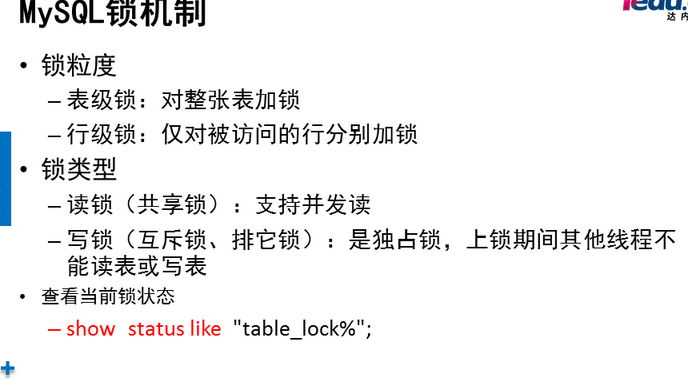 MySQL锁机制
达内
• 锁粒度
– 表级锁：对整张表加锁
– 行级锁：仅对被访问的行分别加锁
• 锁类型
– 读锁（共享锁）：支持并发读
– 写锁（互斥锁、排它锁）：是独占锁，上锁期间其他线程不
能读表或写表
• 查看当前锁状态
– show status like "table_lock%";